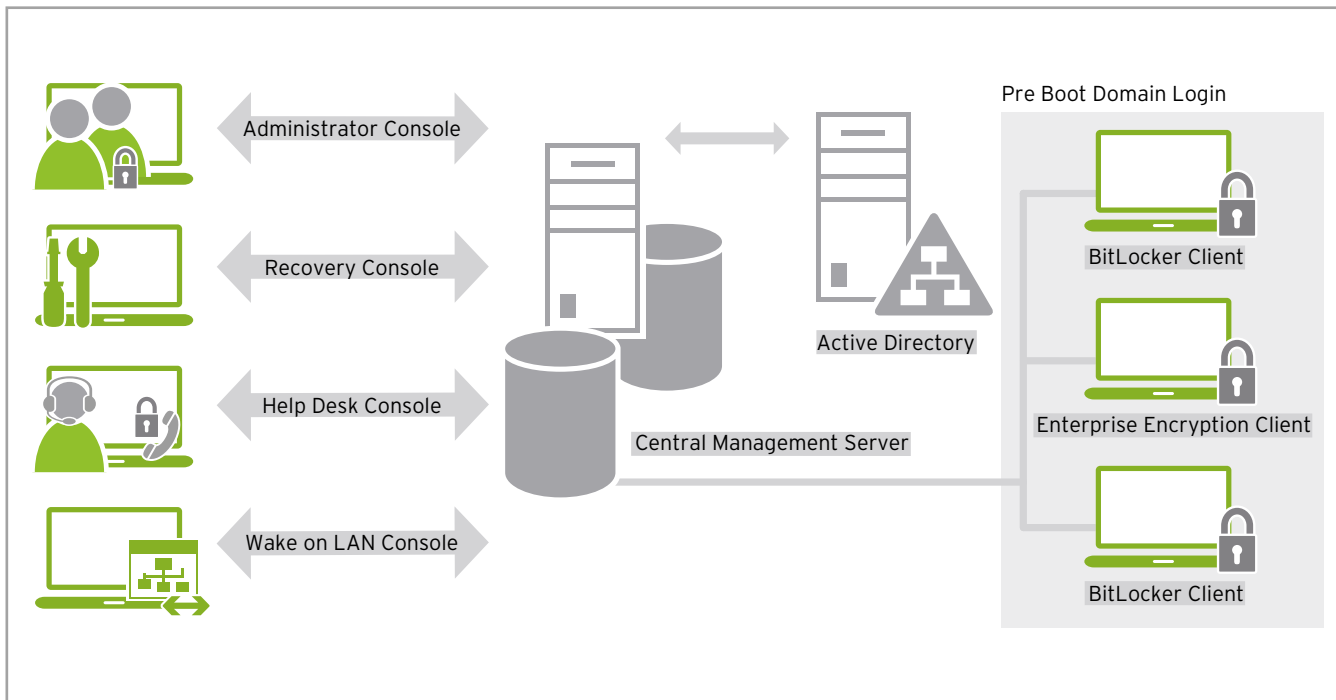 Pre Boot Domain Login
Administrator Console
BitLocker Client
Recovery Console
Active Directory
Help Desk Console
Enterprise Encryption Client
Central Management Server
Wake on LAN Console
BitLocker Client